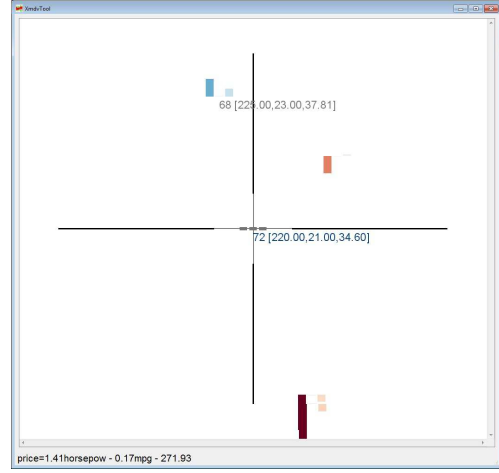 XmdvTool
68 [225.00,23.00,37.81]
72 [220.00,21.00,34.60]
price=1.41horsepow - 0.17mpg - 271.93